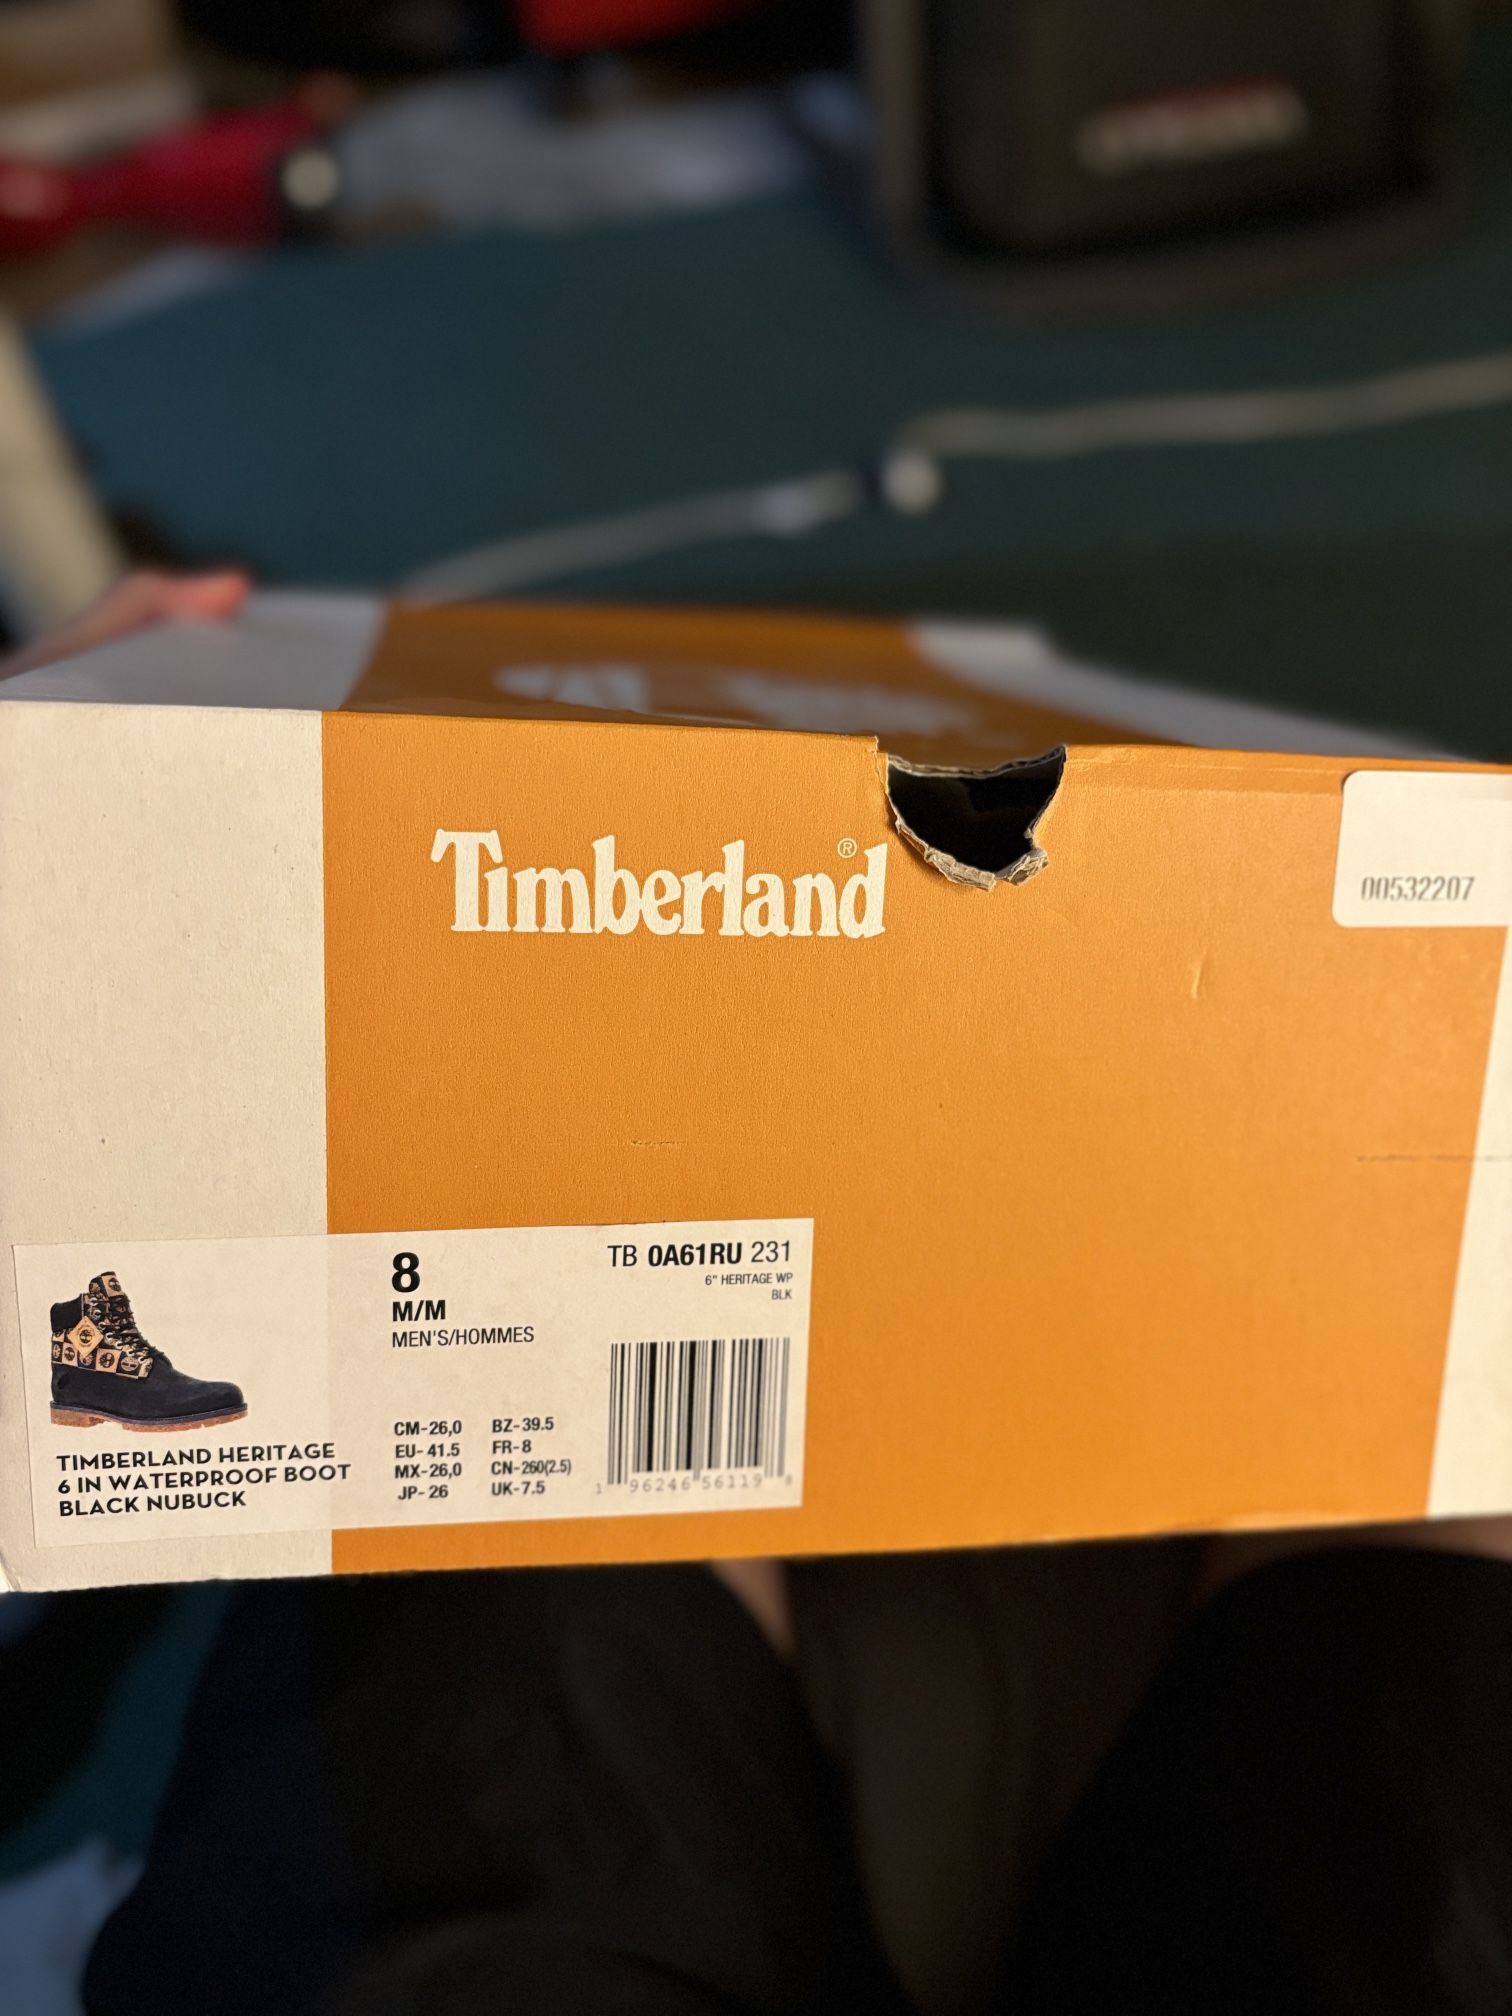 Timberland®
00532207
8
M/M
MEN'S/HOMMES
TB 0A61RU 231
6" HERITAGE WP
BLK
TIMBERLAND HERITAGE
6 IN WATERPROOF BOOT
BLACK NUBUCK
CM-26,0 BZ-39.5
EU-41.5 FR-8
MX-26,0 CN-260(2.5)
JP-26 UK-7.5
1 96246 56119 8